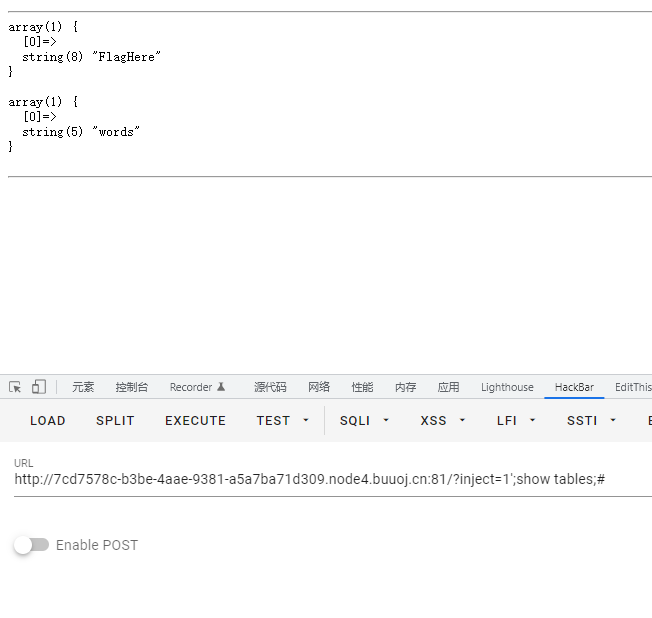 array(1) {
  [0]=>
  string(8) "FlagHere"
}
array(1) {
  [0]=>
  string(5) "words"
}
元素 控制台 Recorder 源代码 网络 性能 内存 应用 Lighthouse HackBar EditThis
LOAD SPLIT EXECUTE TEST SQLI XSS LFI SSTI
URL
http://7cd7578c-b3be-4aae-9381-a5a7ba71d309.node4.buuoj.cn:81/?inject=1';show tables;#
Enable POST